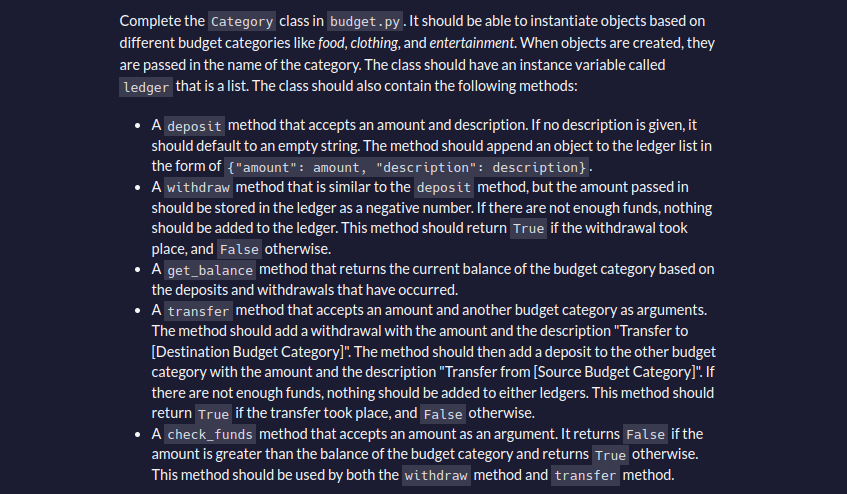 Complete the Category class in budget.py. It should be able to instantiate objects based on
different budget categories like food, clothing, and entertainment. When objects are created, they
are passed in the name of the category. The class should have an instance variable called
ledger that is a list. The class should also contain the following methods:
• A deposit method that accepts an amount and description. If no description is given, it
should default to an empty string. The method should append an object to the ledger list in
the form of {"amount": amount, "description": description}.
• A withdraw method that is similar to the deposit method, but the amount passed in
should be stored in the ledger as a negative number. If there are not enough funds, nothing
should be added to the ledger. This method should return True if the withdrawal took
place, and False otherwise.
• A get_balance method that returns the current balance of the budget category based on
the deposits and withdrawals that have occurred.
• A transfer method that accepts an amount and another budget category as arguments.
The method should add a withdrawal with the amount and the description "Transfer to
[Destination Budget Category]". The method should then add a deposit to the other budget
category with the amount and the description "Transfer from [Source Budget Category]". If
there are not enough funds, nothing should be added to either ledgers. This method should
return True if the transfer took place, and False otherwise.
• A check_funds method that accepts an amount as an argument. It returns False if the
amount is greater than the balance of the budget category and returns True otherwise.
This method should be used by both the withdraw method and transfer method.